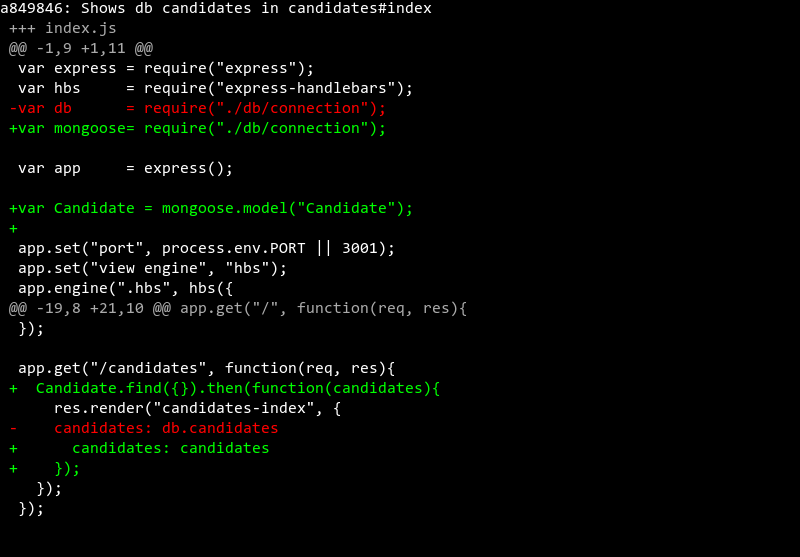 a849846: Shows db candidates in candidates#index
+++ index.js
@@ -1,9 +1,11 @@
 var express = require("express");
 var hbs     = require("express-handlebars");
-var db      = require("./db/connection");
+var mongoose= require("./db/connection");

 var app     = express();

+var Candidate = mongoose.model("Candidate");
+
 app.set("port", process.env.PORT || 3001);
 app.set("view engine", "hbs");
 app.engine(".hbs", hbs({
@@ -19,8 +21,10 @@ app.get("/", function(req, res){
 });

 app.get("/candidates", function(req, res){
+  Candidate.find({}).then(function(candidates){
     res.render("candidates-index", {
-    candidates: db.candidates
+      candidates: candidates
+    });
   });
 });